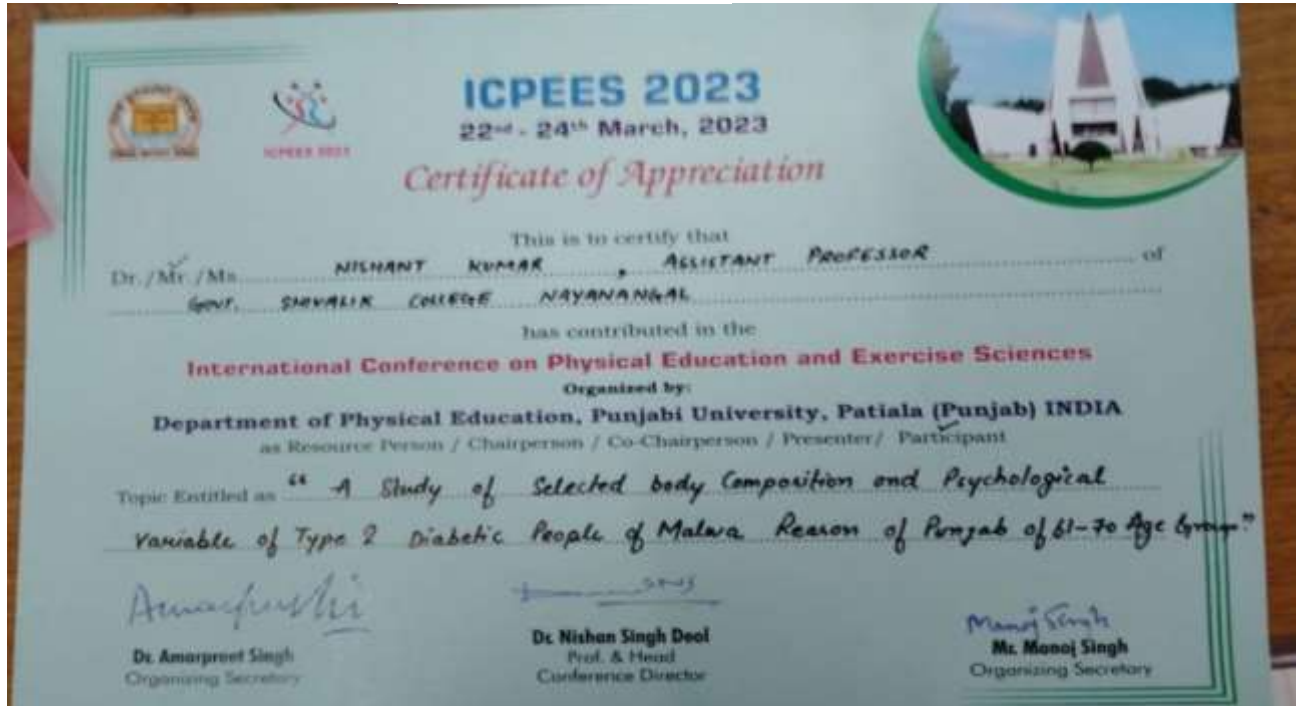 ICPEES 2023
22nd - 24th March, 2023
ICPEES 2023
Certificate of Appreciation
This is to certify that
Dr./Mr./Ms. NISHANT KUMAR, ASSISTANT PROFESSOR of
GOVT. SHIVALIK COLLEGE NAYANANGAL
has contributed in the
International Conference on Physical Education and Exercise Sciences
Organized by:
Department of Physical Education, Punjabi University, Patiala (Punjab) INDIA
as Resource Person / Chairperson / Co-Chairperson / Presenter/ Participant
Topic Entitled as "A Study of Selected body Composition and Psychological
Variable of Type 2 Diabetic People of Malwa Reason of Punjab of 61-70 Age Group"
Manoj Singh
Dr. Amarpreet Singh
Organizing Secretary
Dr. Nishan Singh Deol
Prof. & Head
Conference Director
Mr. Manoj Singh
Organizing Secretary